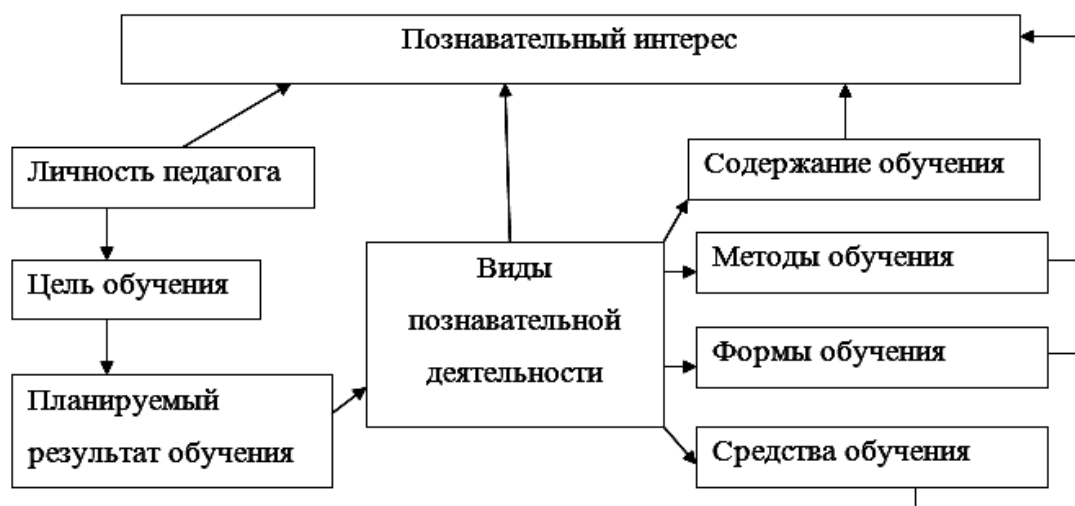 Познавательный интерес
Личность педагога
Содержание обучения
Цель обучения
Виды
познавательной
деятельности
Методы обучения
Формы обучения
Планируемый
результат обучения
Средства обучения